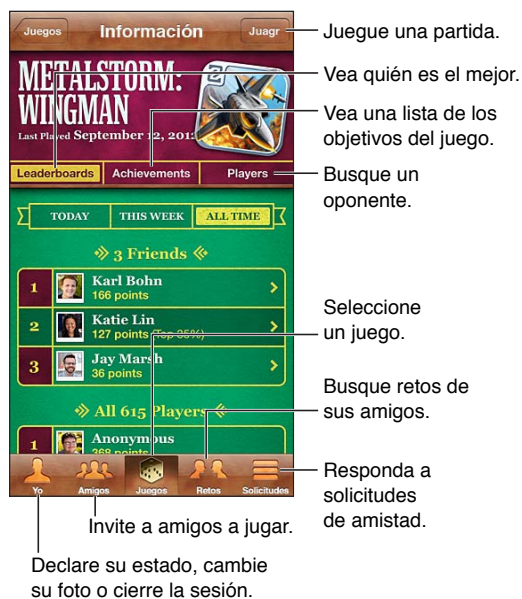 Juegos
Información
Juagr
Juegue una partida.
METALSTORM:
WINGMAN
Last Played September 12, 2012
Vea quién es el mejor.
Vea una lista de los
objetivos del juego.
Leaderboards
Achievements
Players
Busque un
oponente.
TODAY
THIS WEEK
ALL TIME
3 Friends
1
Karl Bohn
166 points
2
Katie Lin
127 points (Top 35%)
3
Jay Marsh
36 points
Seleccione
un juego.
Busque retos de
sus amigos.
All 615 Players
1
Anonymous
368 points
Yo
Amigos
Juegos
Retos
Solicitudes
Responda a
solicitudes
de amistad.
Invite a amigos a jugar.
Declare su estado, cambie
su foto o cierre la sesión.